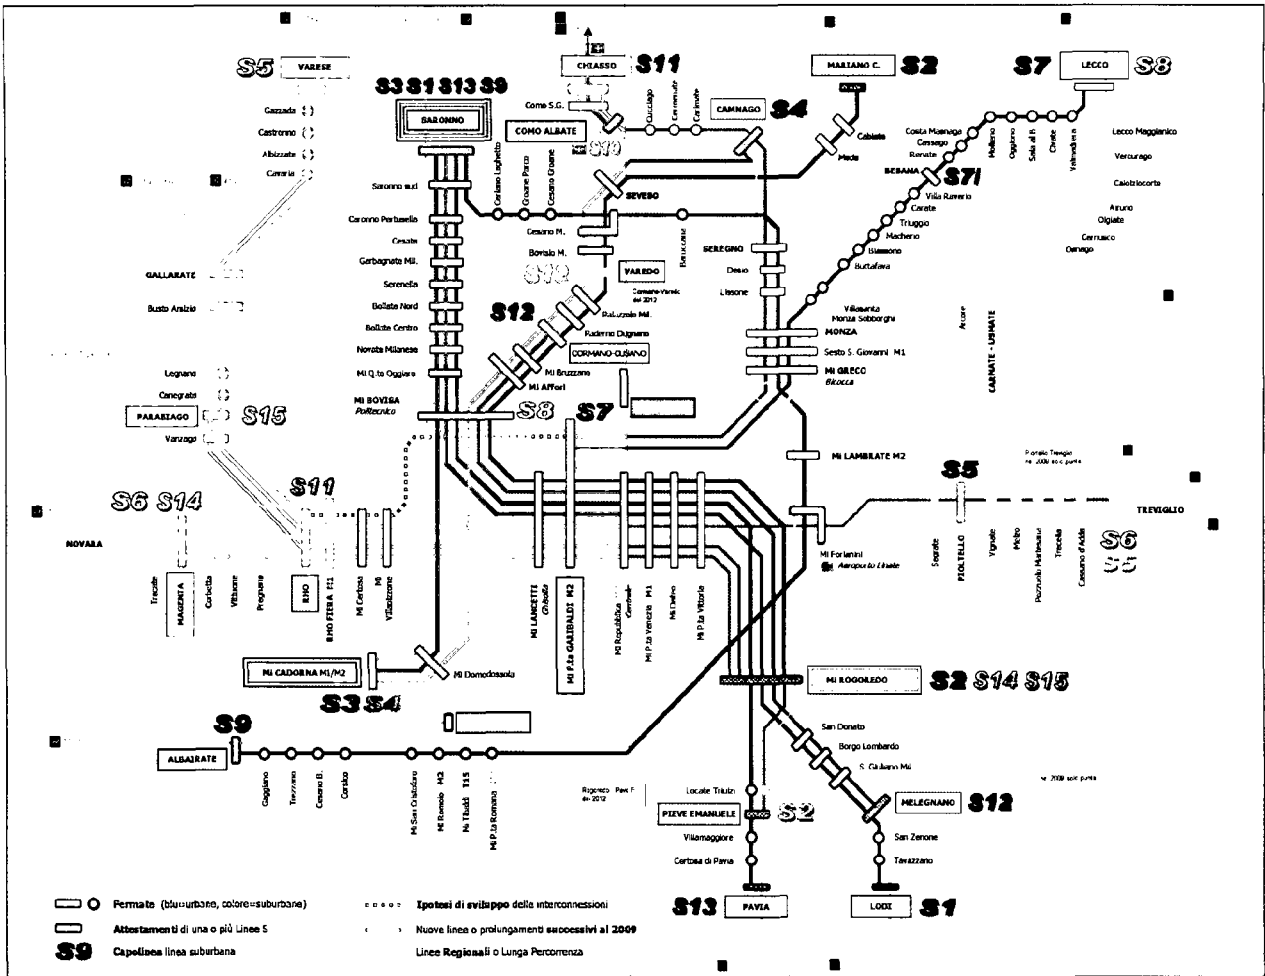 S5
VARESE
Gazzada
Castronno
Albizzate
Cavaria
GALLARATE
Busto Arsizio
Legnano
Canegrate
PARABIAGO
S15
Vanzago
S6 S14
NOVARA
Trecate
MAGENTA
Corbetta
Vittuone
Pregnana
RHO
RHO FIERA M1
S11
Mi Certosa
Mi Villapizzone
S3 S1 S13 S9
SARONNO
Saronno sud
Caronno Pertusella
Cesate
Garbagnate Mil.
Serenella
Bollate Nord
Bollate Centro
Novate Milanese
Mi Q.to Oggiaro
MI BOVISA
Politecnico
Ceriano Laghetto
Groane Parco
Cesano Groane
CHIASSO
S11
Como S.G.
COMO ALBATE
S10
Cucciago
Carimate
CAMNAGO
S4
MARIANO C.
S2
Cabiate
Meda
SEVESO
Cesano M.
Bovisio M.
VAREDO
S12
Palazzolo Mil.
Paderno Dugnano
CORMANO-CUSANO
Mi Bruzzano
Mi Affori
S8
S7
SEREGNO
Desio
Lissone
MONZA
Sesto S. Giovanni M1
MI GRECO
Bicocca
S7
LECCO
S8
Costa Masnaga
Cassago
Renate
BESANA
S7/
Villa Raverio
Carate
Triuggio
Macherio
Biassono
Buttafava
Villasanta
Monza Sobborghi
Molteno
Oggiono
Sala al B.
Civate
Valmadrera
Lecco Maggianico
Vercurago
Calolziocorte
Airuno
Olgiate
Cernusco
Osnago
Arcore
CARNATE - USMATE
MI LAMBRATE M2
S5
Mi Forlanini
Aeroporto Linate
Segrate
PIOLTELLO
Vignate
Melzo
Pozzuolo Martesana
Trecella
Cassano d'Adda
TREVIGLIO
S6
S5
MI LANCETTI
Ghisolfa
MI P.ta GARIBALDI M2
MI Repubblica
Centrale
MI P.ta Venezia M1
MI Dateo
MI P.ta Vittoria
MI CADORNA M1/M2
S3 S4
Mi Domodossola
MI ROGOREDO
S2 S14 S15
S9
ALBAIRATE
Gaggiano
Trezzano
Cesano B.
Corsico
Mi San Cristoforo
Mi Romolo M2
Mi Tibaldi T15
Mi P.ta Romana
San Donato
Borgo Lombardo
S. Giuliano Mil
MELEGNANO
S12
San Zenone
Tavazzano
LODI
S1
Locate Triulzi
PIEVE EMANUELE
S2
Villamaggiore
Certosa di Pavia
S13
PAVIA
Fermate (blu=urbane, colore=suburbane)
Attestamenti di una o più Linee S
S9 Capolinea linea suburbana
Ipotesi di sviluppo delle interconnessioni
Nuove linee o prolungamenti successivi al 2009
Linee Regionali o Lunga Percorrenza